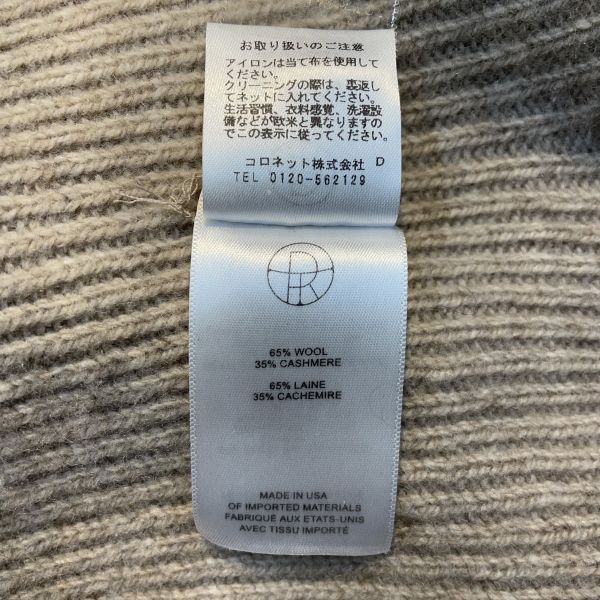 お取り扱いのご注意
アイロンは当て布を使用して
ください。
クリーニングの際は、裏返し
てネットに入れてください。
生活習慣、衣料感覚、洗濯設
備などが欧米と異なりますの
でこの表示に従ってください。
コロネット株式会社 D
TEL 0120-562129
65% WOOL
35% CASHMERE
65% LAINE
35% CACHEMIRE
MADE IN USA
OF IMPORTED MATERIALS
FABRIQUÉ AUX ETATS-UNIS
AVEC TISSU IMPORTÉ